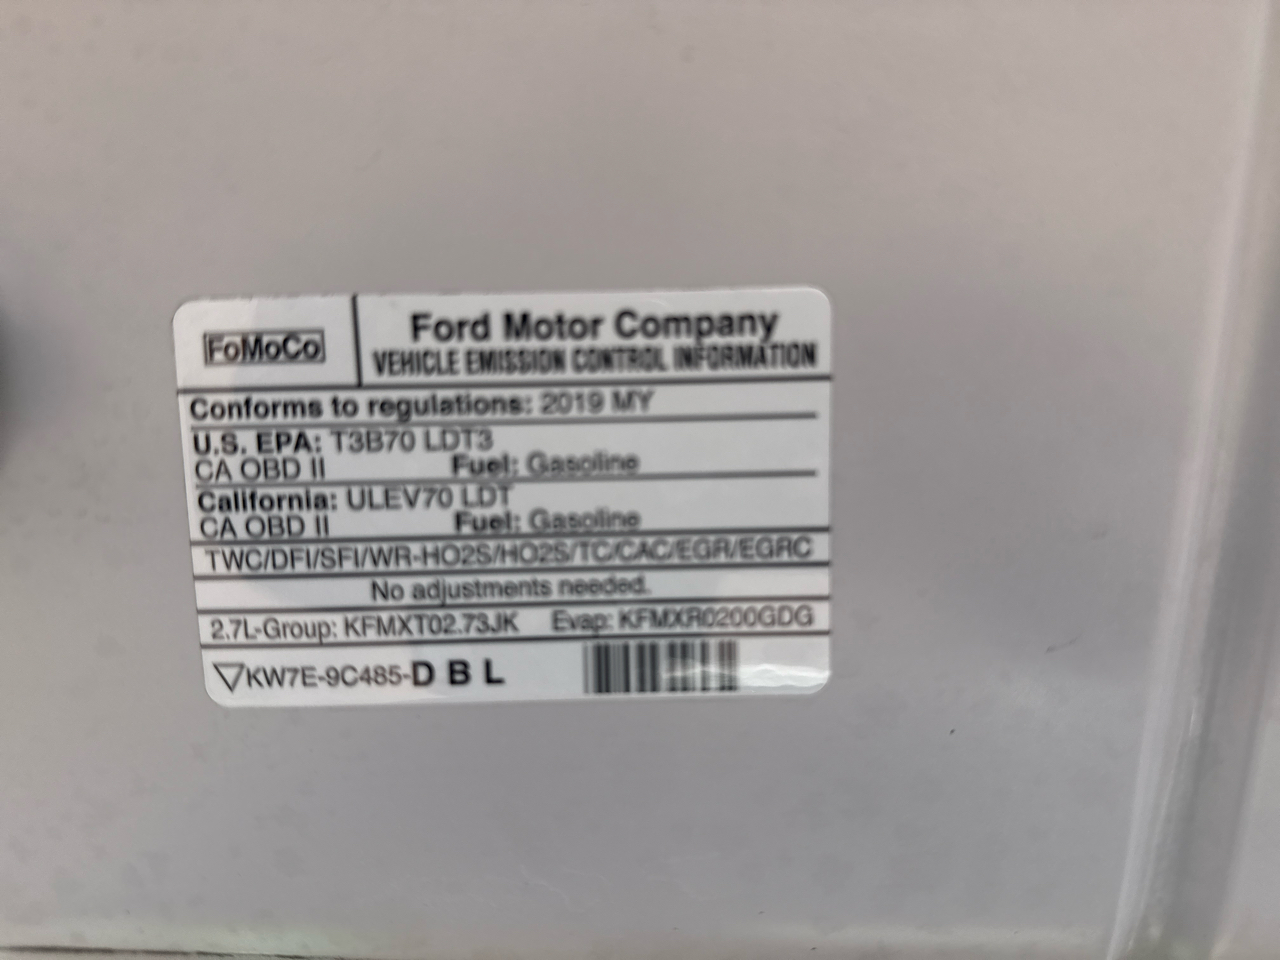 FoMoCo
Ford Motor Company
VEHICLE EMISSION CONTROL INFORMATION
Conforms to regulations: 2019 MY
U.S. EPA: T3B70 LDT3
CA OBD II Fuel: Gasoline
California: ULEV70 LDT
CA OBD II Fuel: Gasoline
TWC/DFI/SFI/WR-HO2S/HO2S/TC/CAC/EGR/EGRC
No adjustments needed.
2.7L-Group: KFMXT02.73JK Evap: KFMXR0200GDG
▽KW7E-9C485-D B L